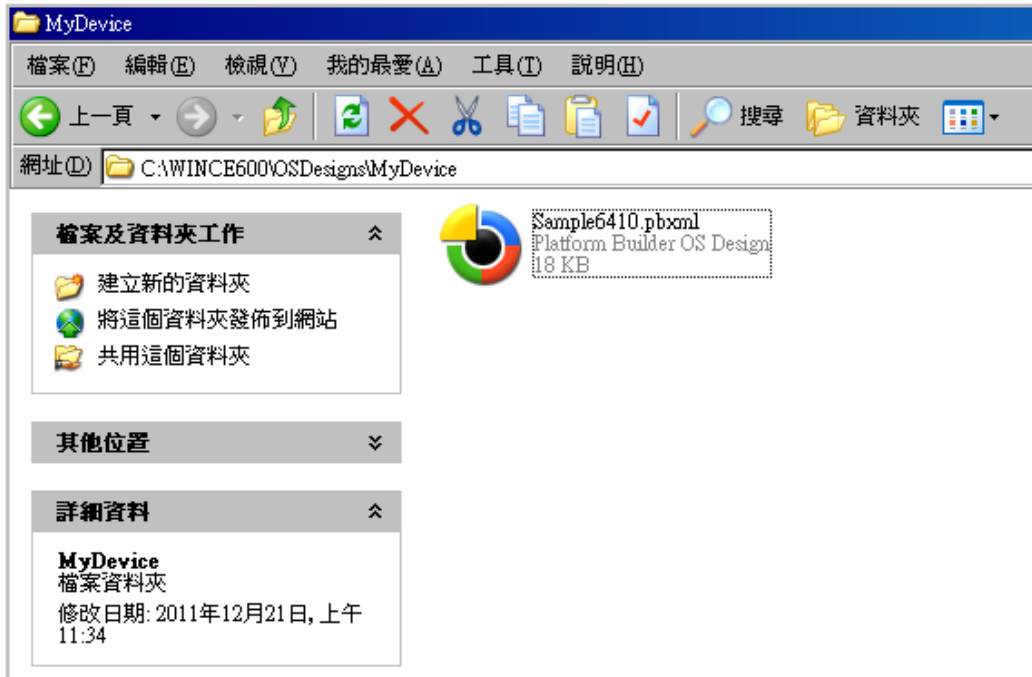 MyDevice
檔案(F) 編輯(E) 檢視(V) 我的最愛(A) 工具(T) 說明(H)
上一頁 搜尋 資料夾
網址(D) C:\WINCE600\OSDesigns\MyDevice
檔案及資料夾工作
建立新的資料夾
將這個資料夾發佈到網站
共用這個資料夾
其他位置
詳細資料
MyDevice
檔案資料夾
修改日期: 2011年12月21日, 上午
11:34
Sample6410.pbxml
Platform Builder OS Design
18 KB